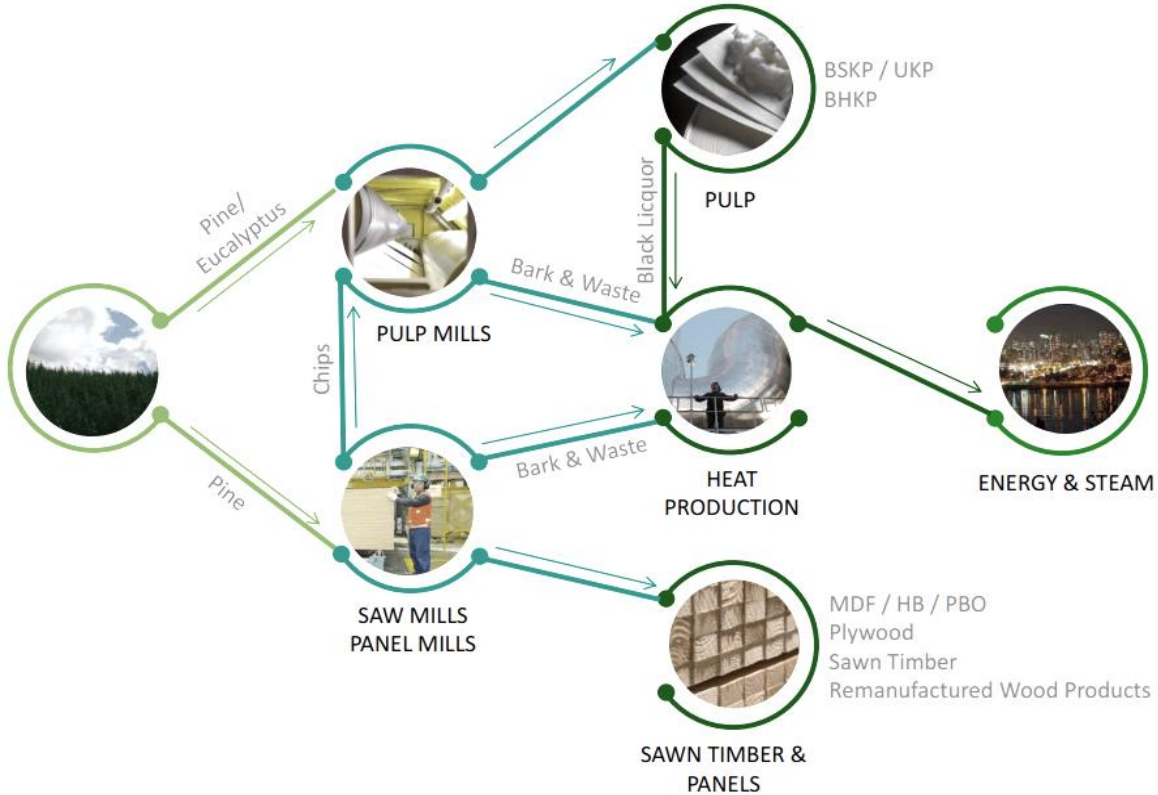 BSKP / UKP
BHKP
PULP
Pine/
Eucalyptus
Black Licquor
Bark & Waste
PULP MILLS
Chips
Pine
Bark & Waste
HEAT
PRODUCTION
ENERGY & STEAM
SAW MILLS
PANEL MILLS
MDF / HB / PBO
Plywood
Sawn Timber
Remanufactured Wood Products
SAWN TIMBER &
PANELS